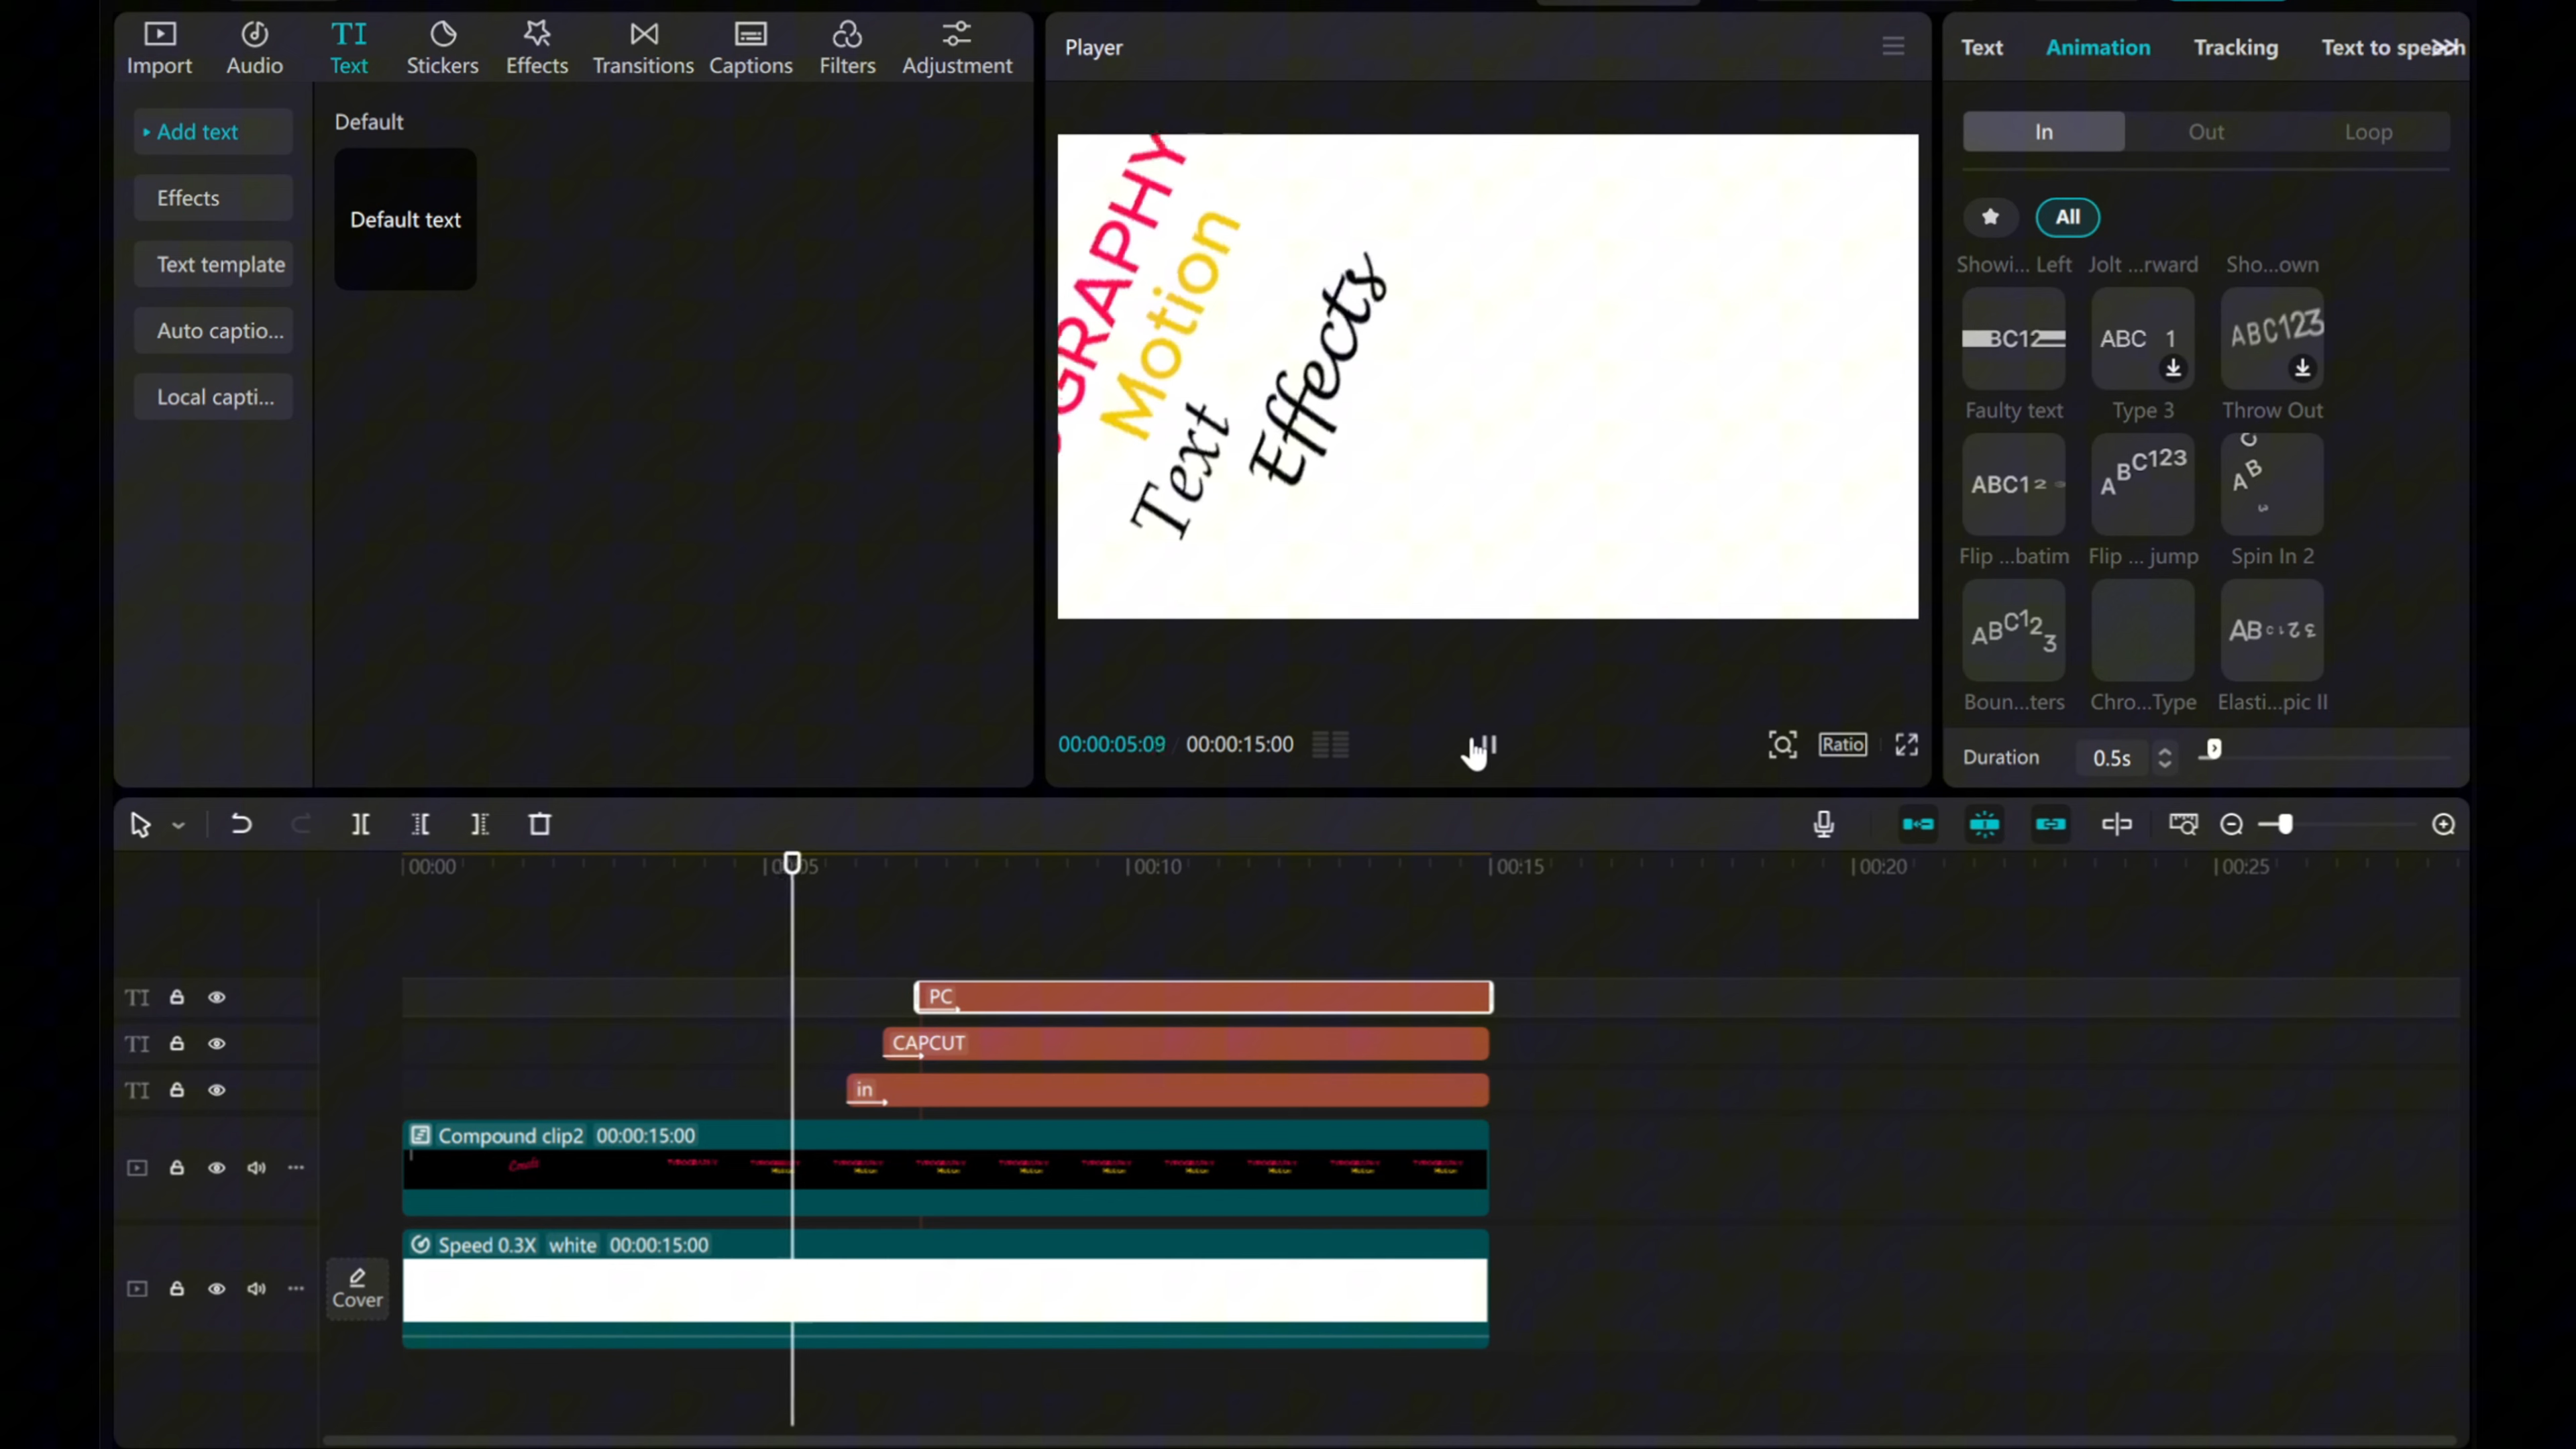 Import Audio TI Text Stickers Effects Transitions Captions Filters Adjustment
Add text
Effects
Text template
Auto captio...
Local capti...
Default
Default text
Player
GRAPHY
Motion
Text
Effects
00:00:05:09 / 00:00:15:00
Ratio
Text Animation Tracking Text to speech
In Out Loop
All
Showi... Left Jolt ...rward Sho...own
BC12 ABC 1 ABC123
Faulty text Type 3 Throw Out
ABC12 ABC123 ABC3
Flip ...batim Flip ... jump Spin In 2
ABC123 ABC123
Boun...ters Chro...Type Elasti...pic II
Duration 0.5s
00:00 00:05 00:10 00:15 00:20 00:25
TI PC
TI CAPCUT
TI in
Compound clip2 00:00:15:00
Speed 0.3X white 00:00:15:00
Cover